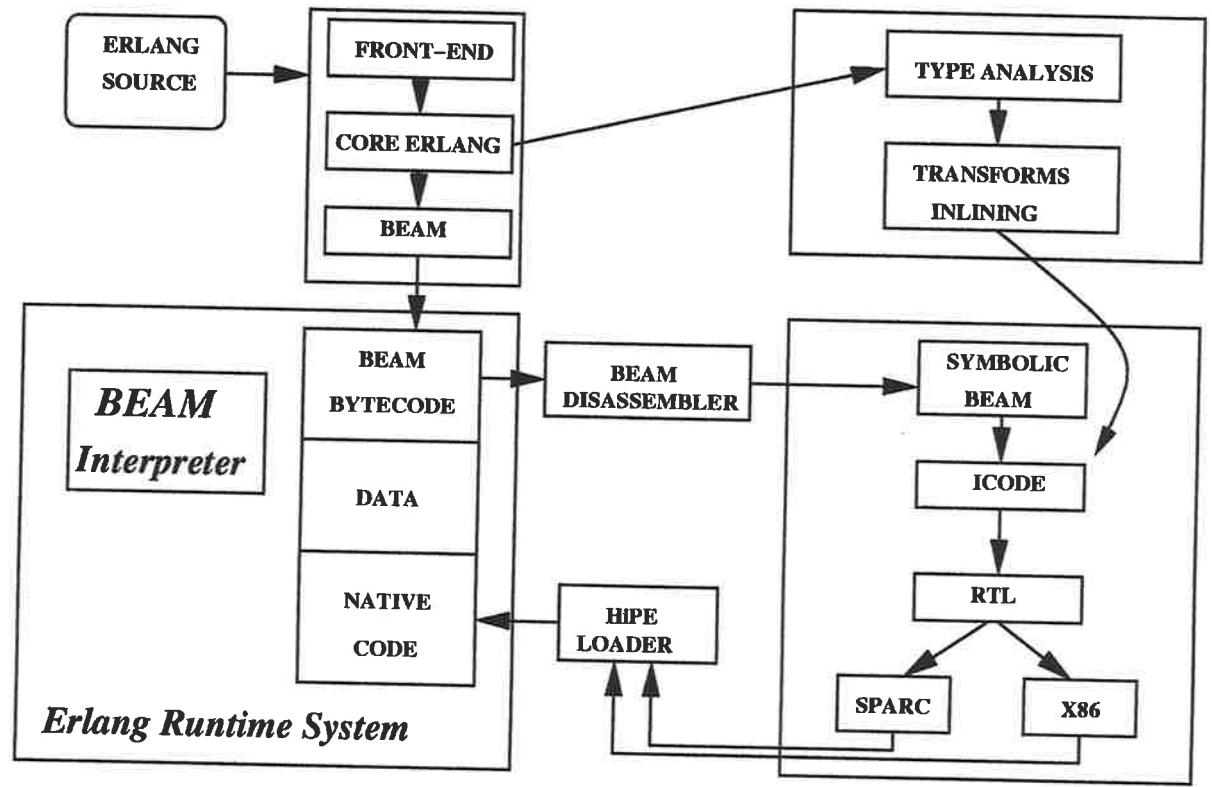 ERLANG
SOURCE
FRONT-END
CORE ERLANG
BEAM
TYPE ANALYSIS
TRANSFORMS
INLINING
BEAM
Interpreter
BEAM
BYTECODE
DATA
NATIVE
CODE
Erlang Runtime System
BEAM
DISASSEMBLER
HiPE
LOADER
SYMBOLIC
BEAM
ICODE
RTL
SPARC
X86